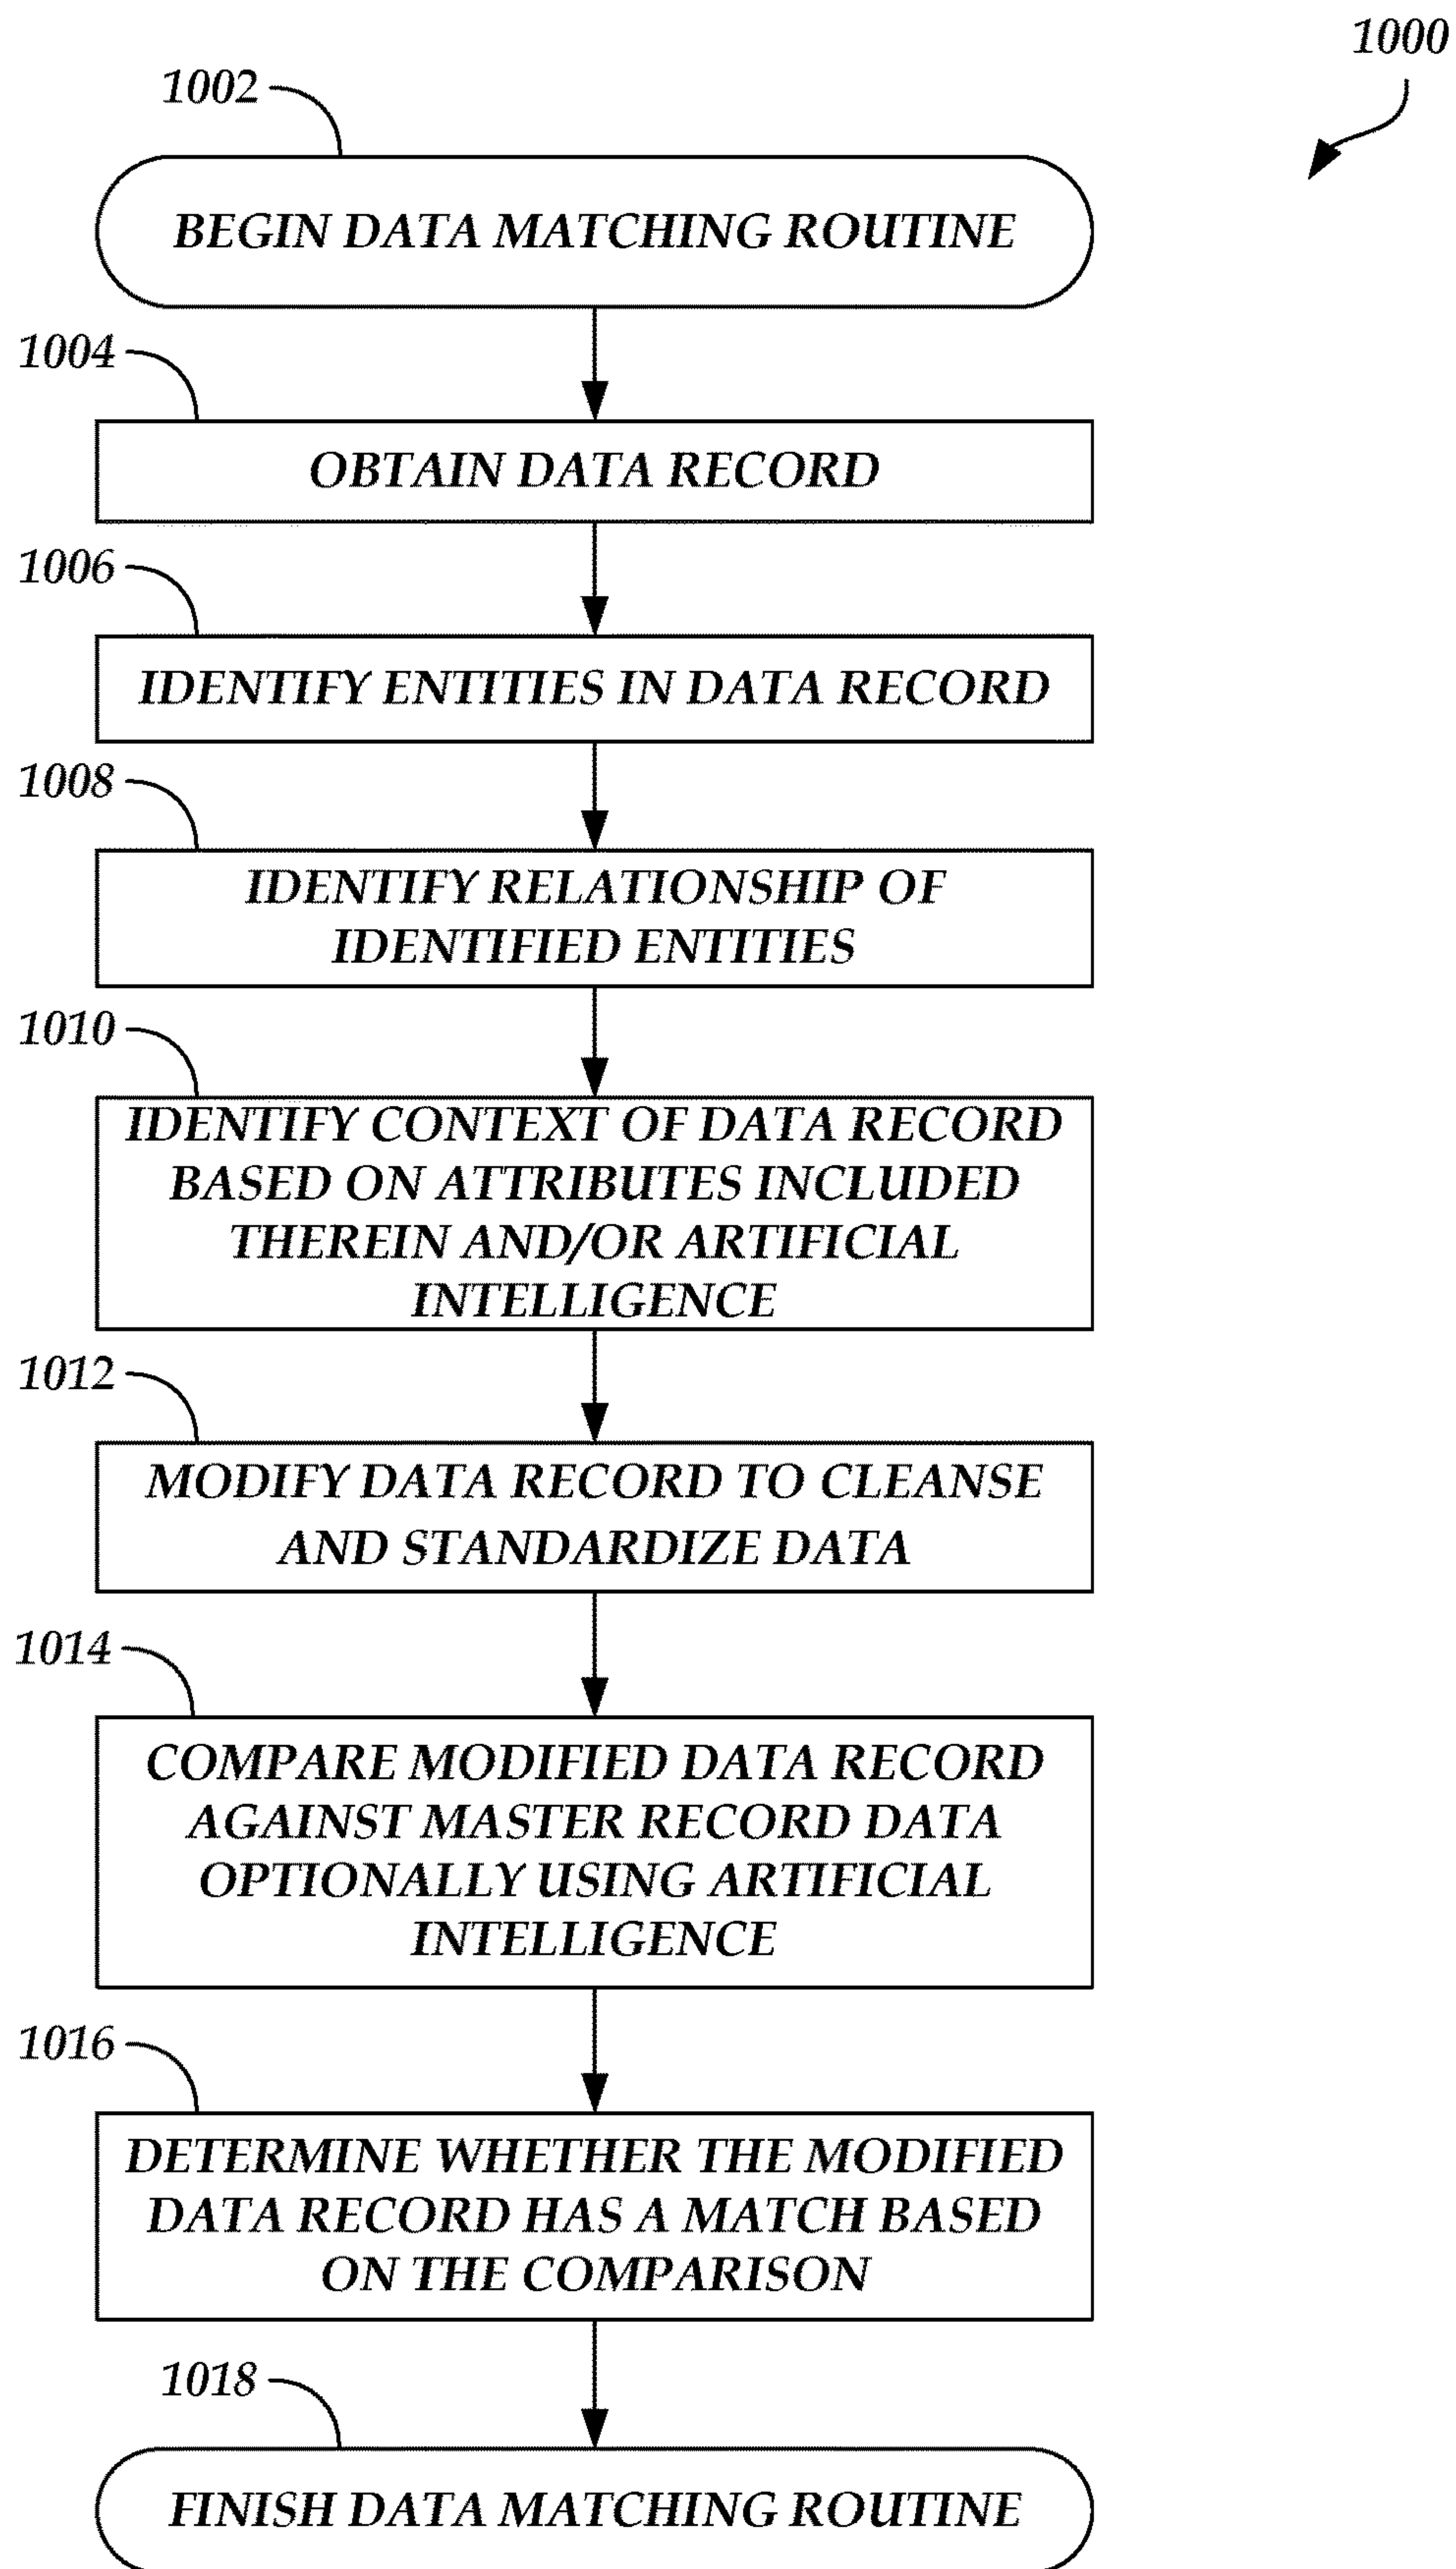 1000
1002
BEGIN DATA MATCHING ROUTINE
1004
OBTAIN DATA RECORD
1006
IDENTIFY ENTITIES IN DATA RECORD
1008
IDENTIFY RELATIONSHIP OF
IDENTIFIED ENTITIES
1010
IDENTIFY CONTEXT OF DATA RECORD
BASED ON ATTRIBUTES INCLUDED
THEREIN AND/OR ARTIFICIAL
INTELLIGENCE
1012
MODIFY DATA RECORD TO CLEANSE
AND STANDARDIZE DATA
1014
COMPARE MODIFIED DATA RECORD
AGAINST MASTER RECORD DATA
OPTIONALLY USING ARTIFICIAL
INTELLIGENCE
1016
DETERMINE WHETHER THE MODIFIED
DATA RECORD HAS A MATCH BASED
ON THE COMPARISON
1018
FINISH DATA MATCHING ROUTINE